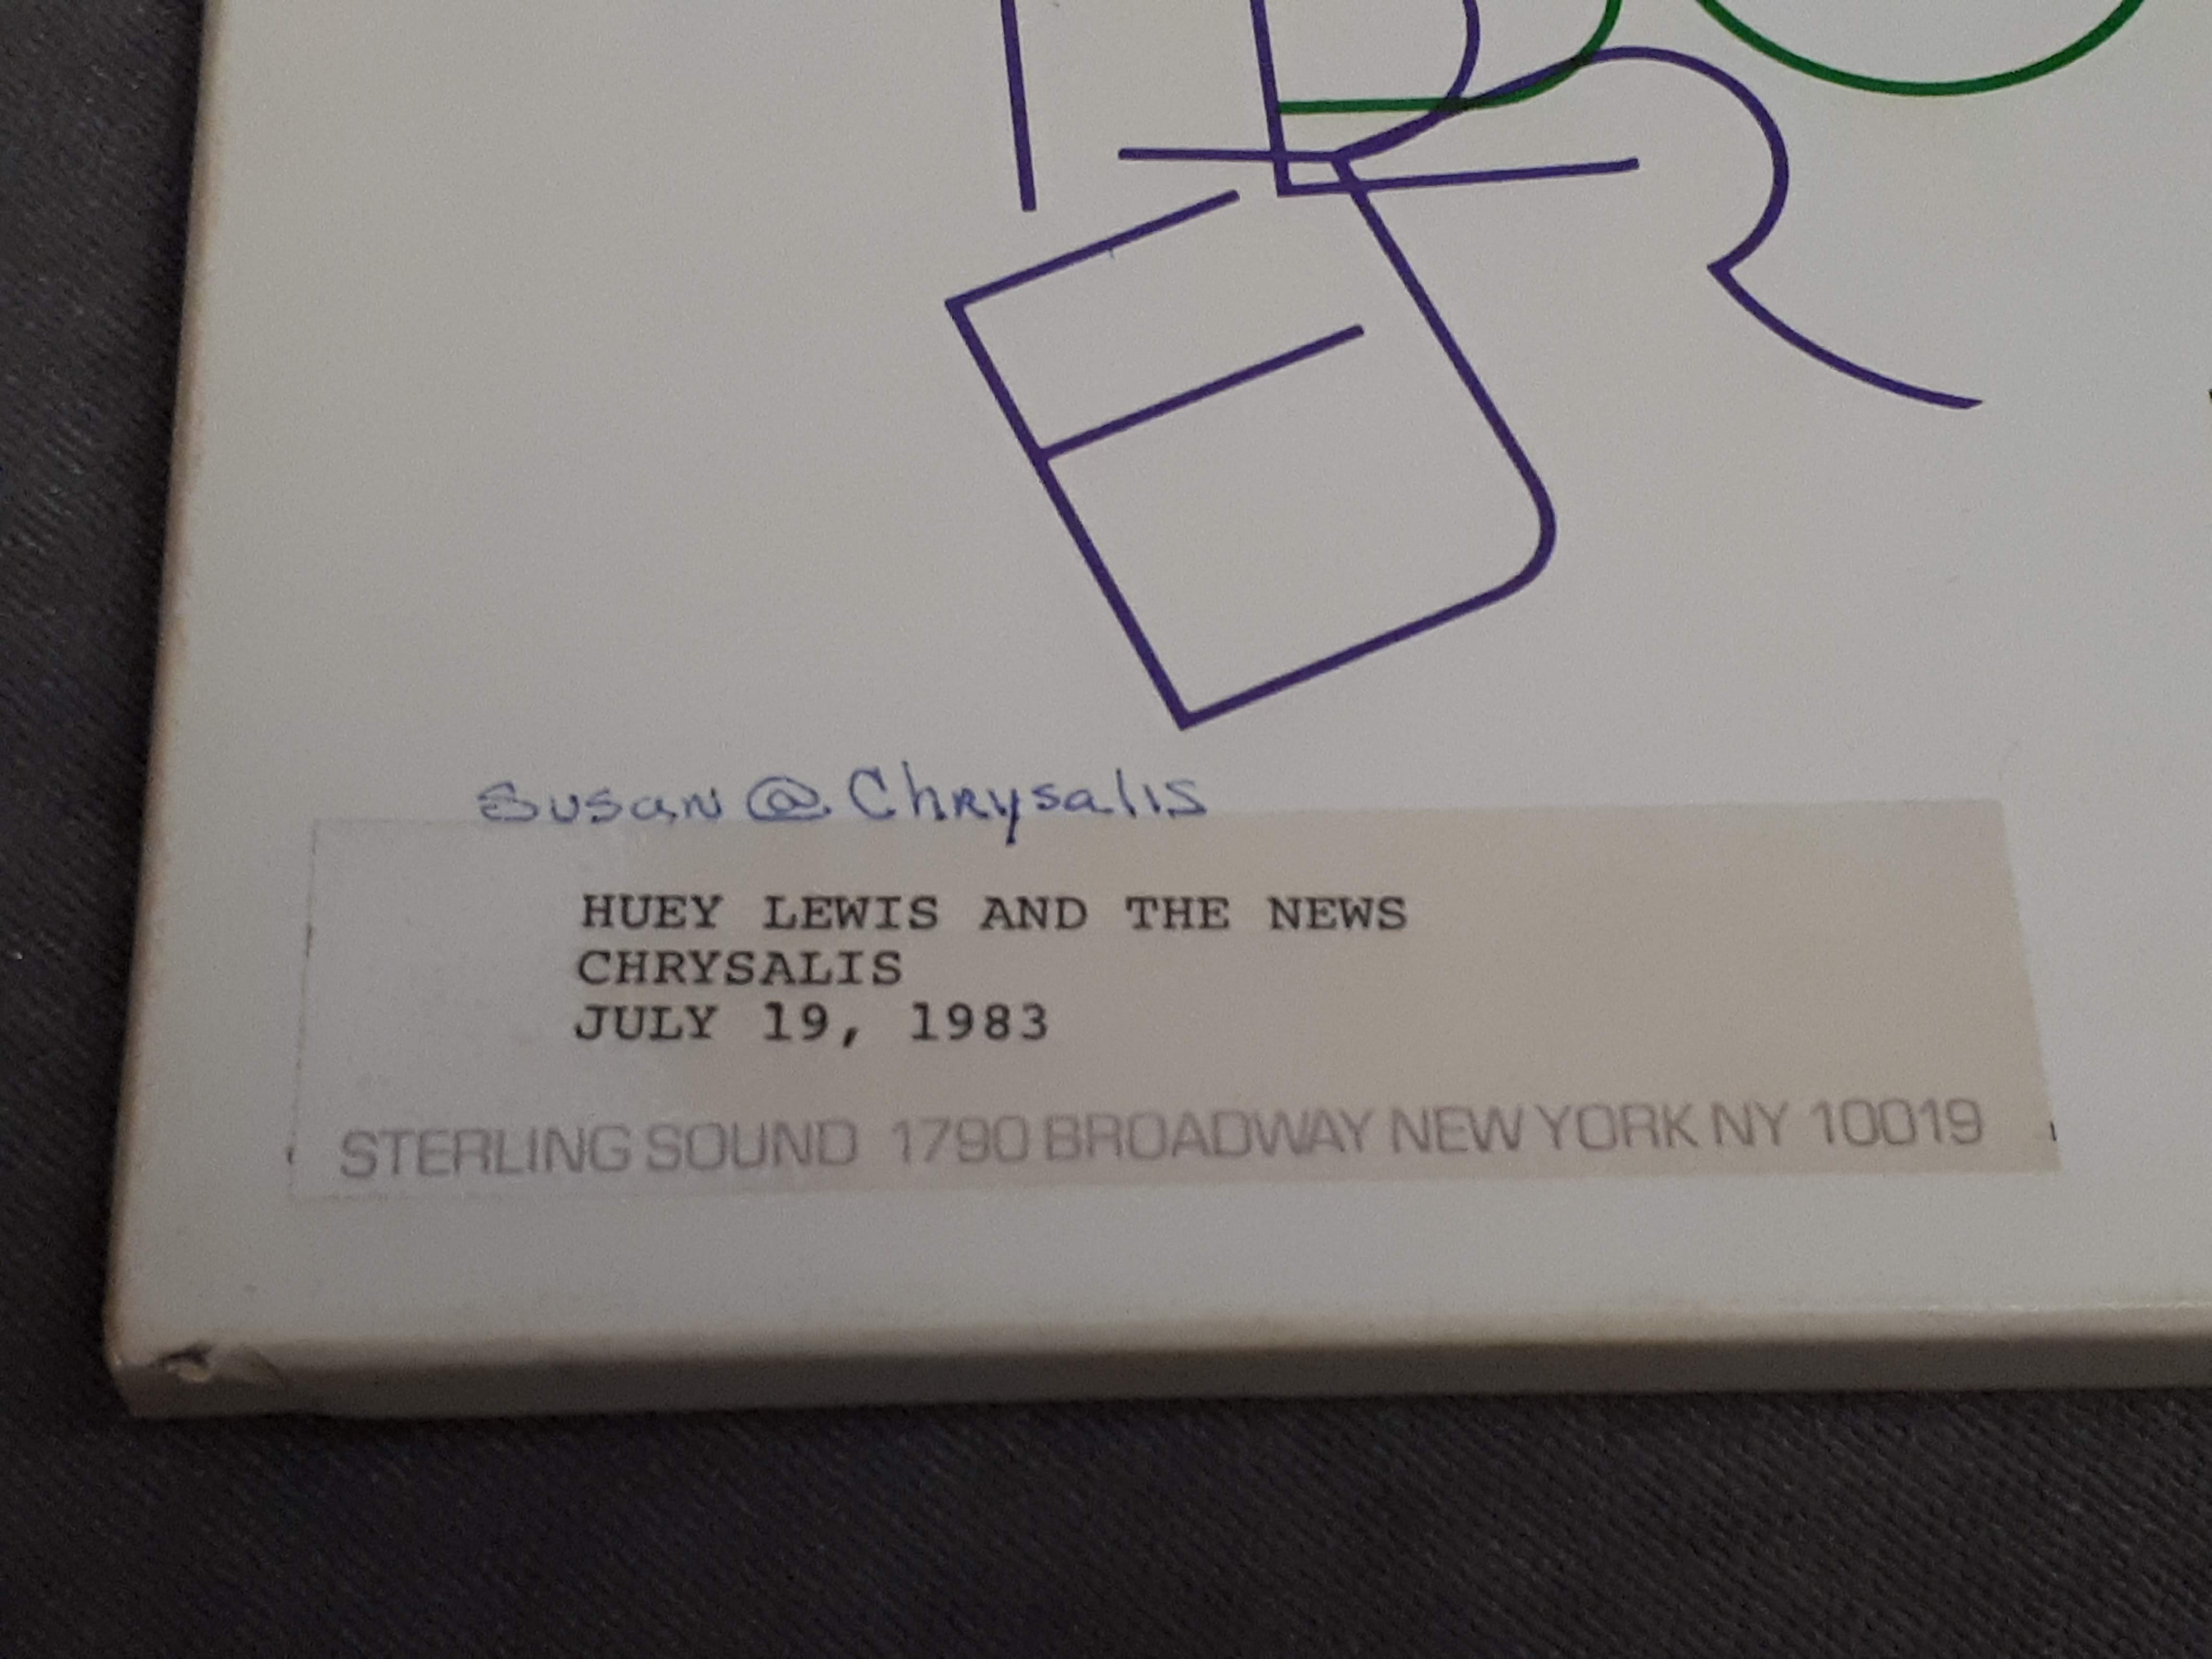 Susan @ Chrysalis
HUEY LEWIS AND THE NEWS
CHRYSALIS
JULY 19, 1983
STERLING SOUND 1790 BROADWAY NEW YORK NY 10019